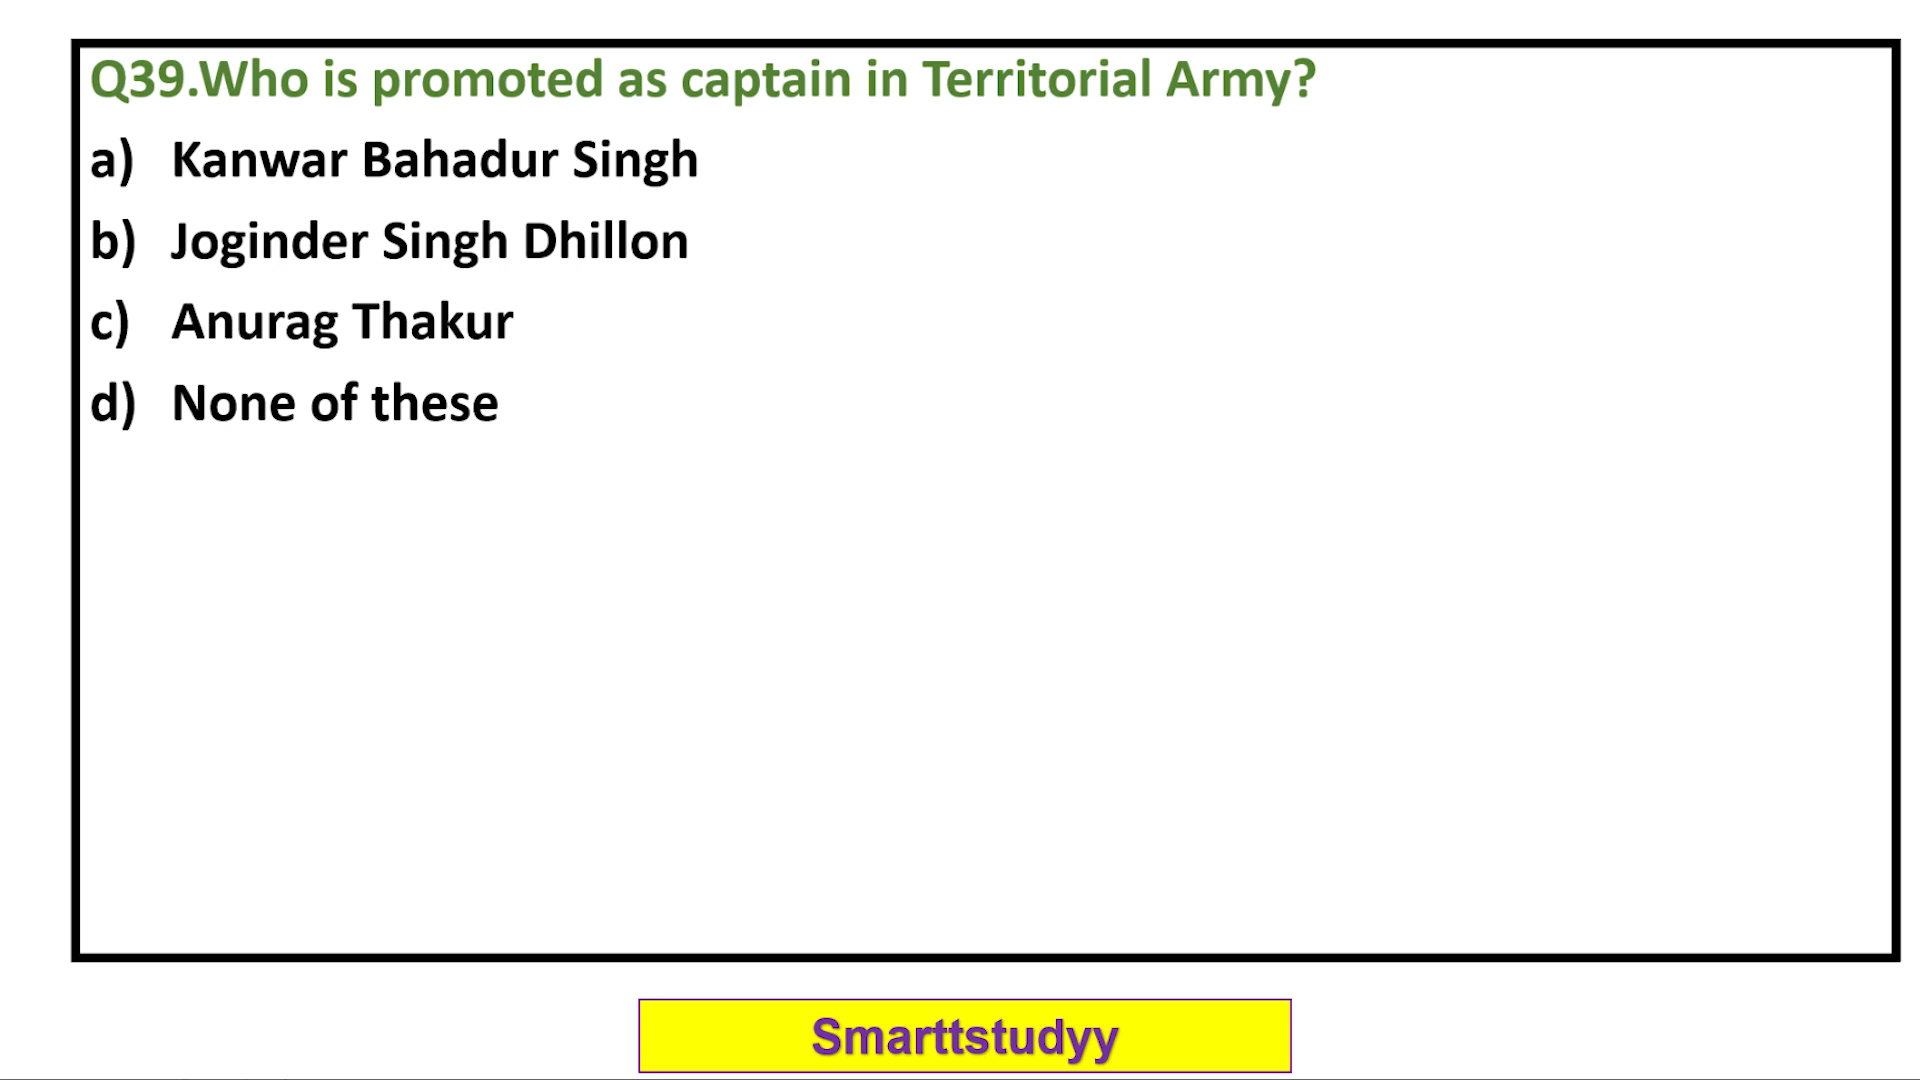 Q39.Who is promoted as captain in Territorial Army?
a) Kanwar Bahadur Singh
b) Joginder Singh Dhillon
c) Anurag Thakur
d) None of these
Smarttstudyy